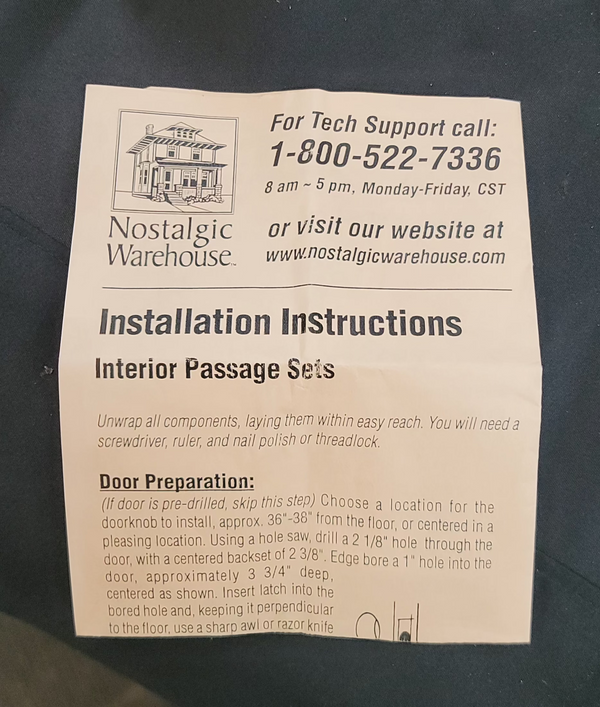 For Tech Support call:
1-800-522-7336
8 am ~ 5 pm, Monday-Friday, CST
or visit our website at
www.nostalgicwarehouse.com
Nostalgic
Warehouse™
Installation Instructions
Interior Passage Sets
Unwrap all components, laying them within easy reach. You will need a
screwdriver, ruler, and nail polish or threadlock.
Door Preparation:
(If door is pre-drilled, skip this step) Choose a location for the
doorknob to install, approx. 36"-38" from the floor, or centered in a
pleasing location. Using a hole saw, drill a 2 1/8" hole through the
door, with a centered backset of 2 3/8". Edge bore a 1" hole into the
door, approximately 3 3/4" deep,
centered as shown. Insert latch into the
bored hole and, keeping it perpendicular
to the floor, use a sharp awl or razor knife